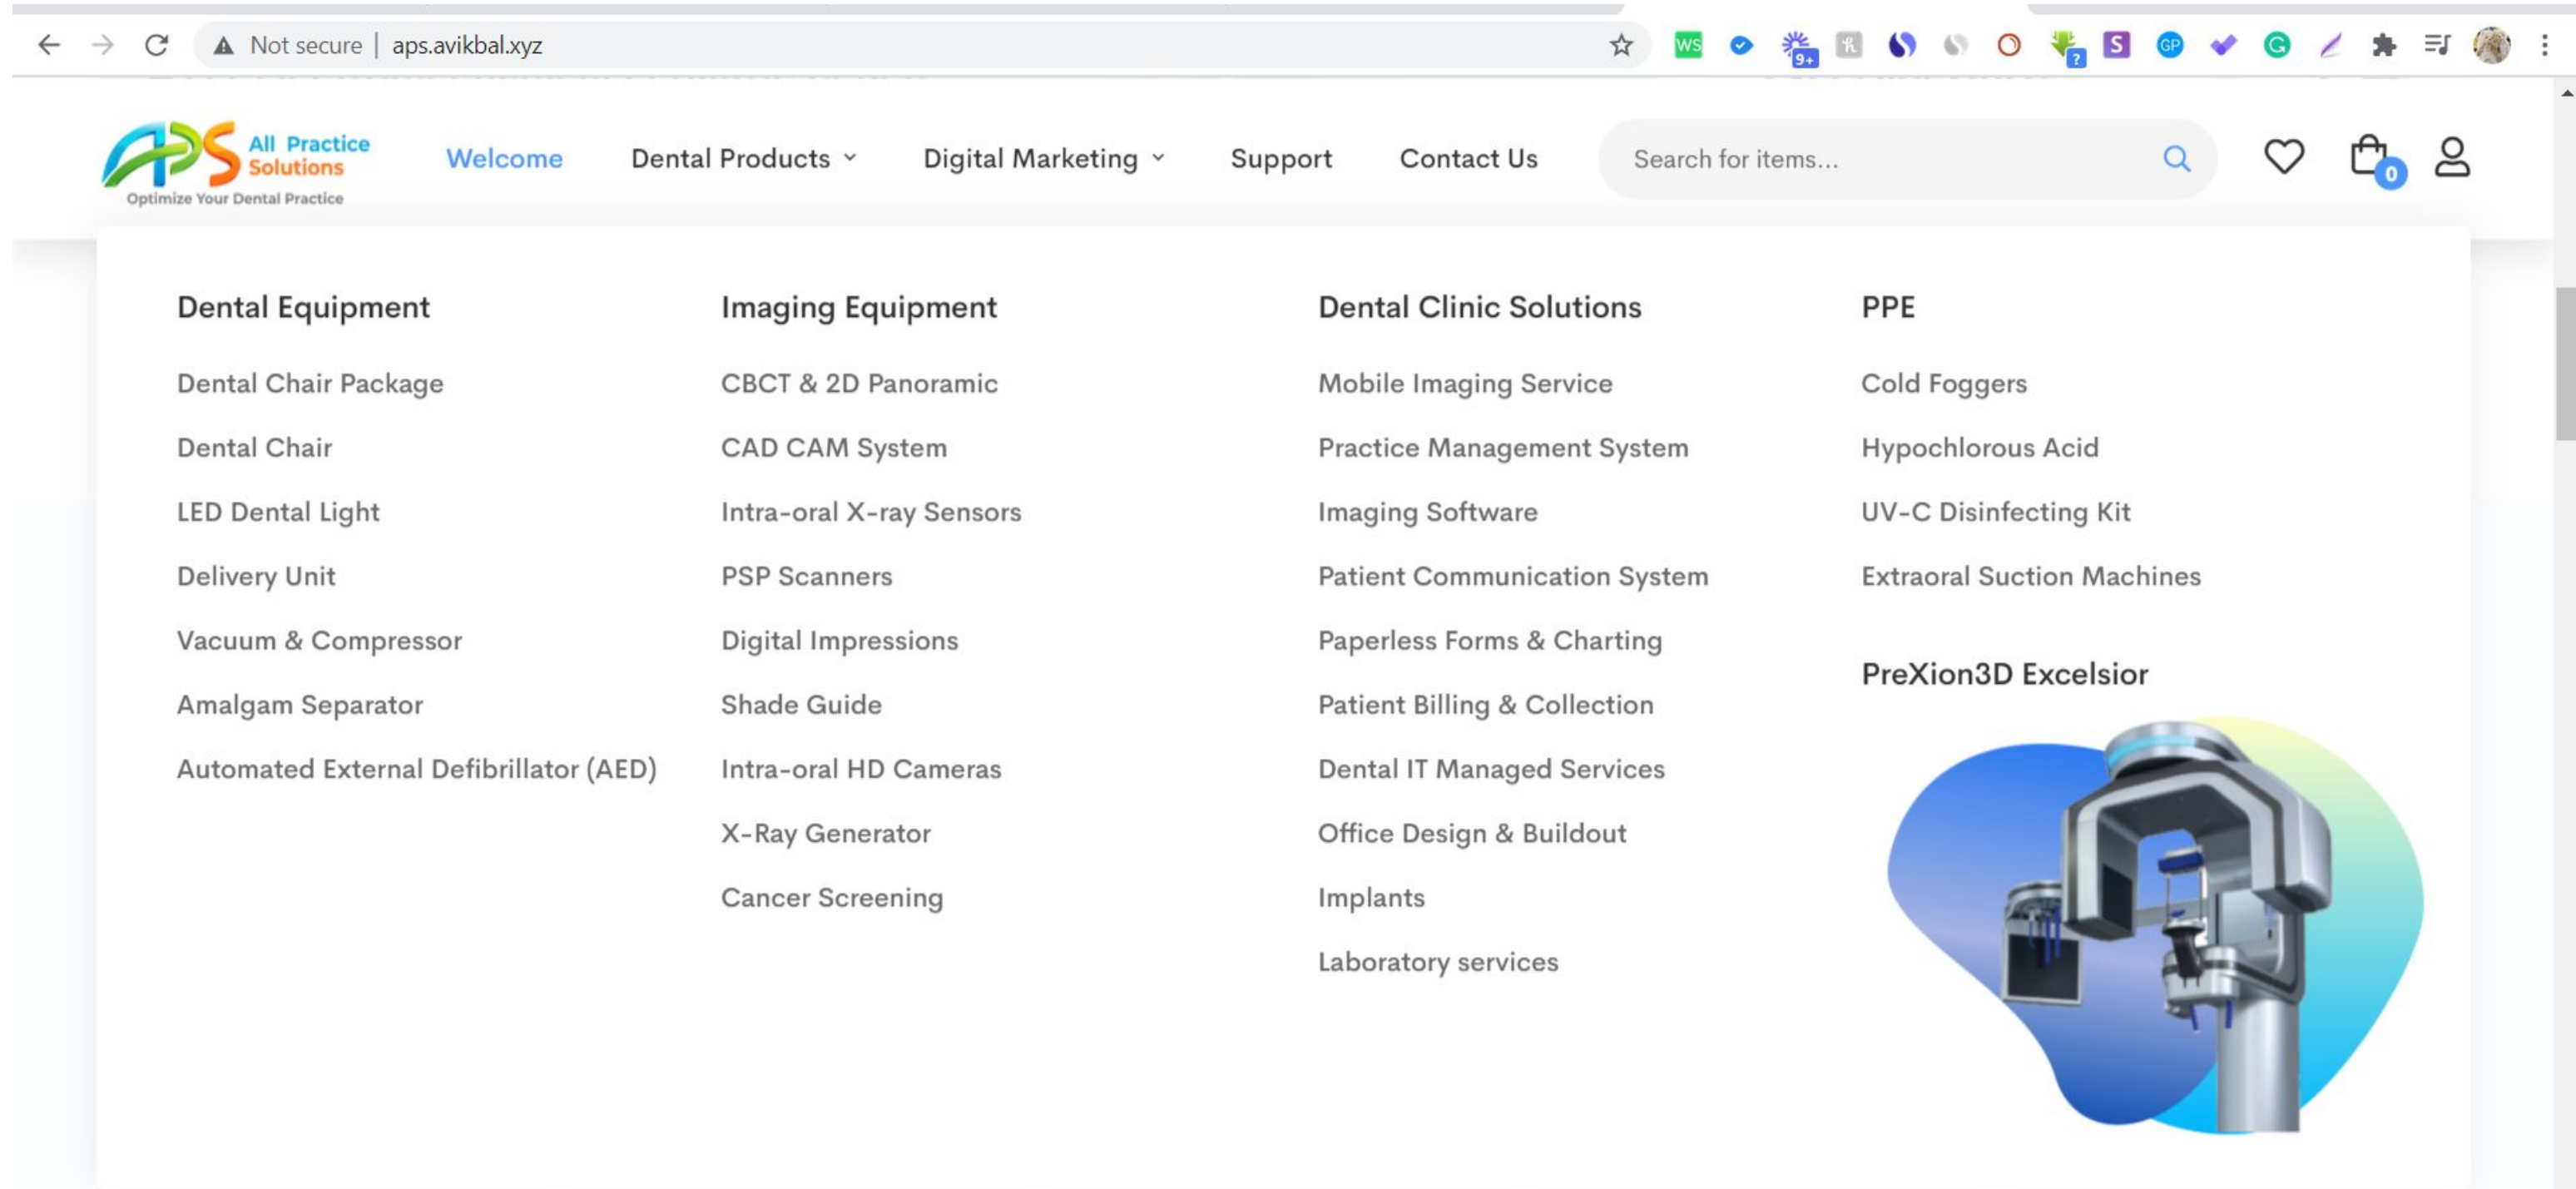 Not secure | aps.avikbal.xyz
WS
9+
?
S
GP
G
APS All Practice Solutions
Optimize Your Dental Practice
Welcome
Dental Products
Digital Marketing
Support
Contact Us
Search for items...
0
Dental Equipment
Dental Chair Package
Dental Chair
LED Dental Light
Delivery Unit
Vacuum & Compressor
Amalgam Separator
Automated External Defibrillator (AED)
Imaging Equipment
CBCT & 2D Panoramic
CAD CAM System
Intra-oral X-ray Sensors
PSP Scanners
Digital Impressions
Shade Guide
Intra-oral HD Cameras
X-Ray Generator
Cancer Screening
Dental Clinic Solutions
Mobile Imaging Service
Practice Management System
Imaging Software
Patient Communication System
Paperless Forms & Charting
Patient Billing & Collection
Dental IT Managed Services
Office Design & Buildout
Implants
Laboratory services
PPE
Cold Foggers
Hypochlorous Acid
UV-C Disinfecting Kit
Extraoral Suction Machines
PreXion3D Excelsior